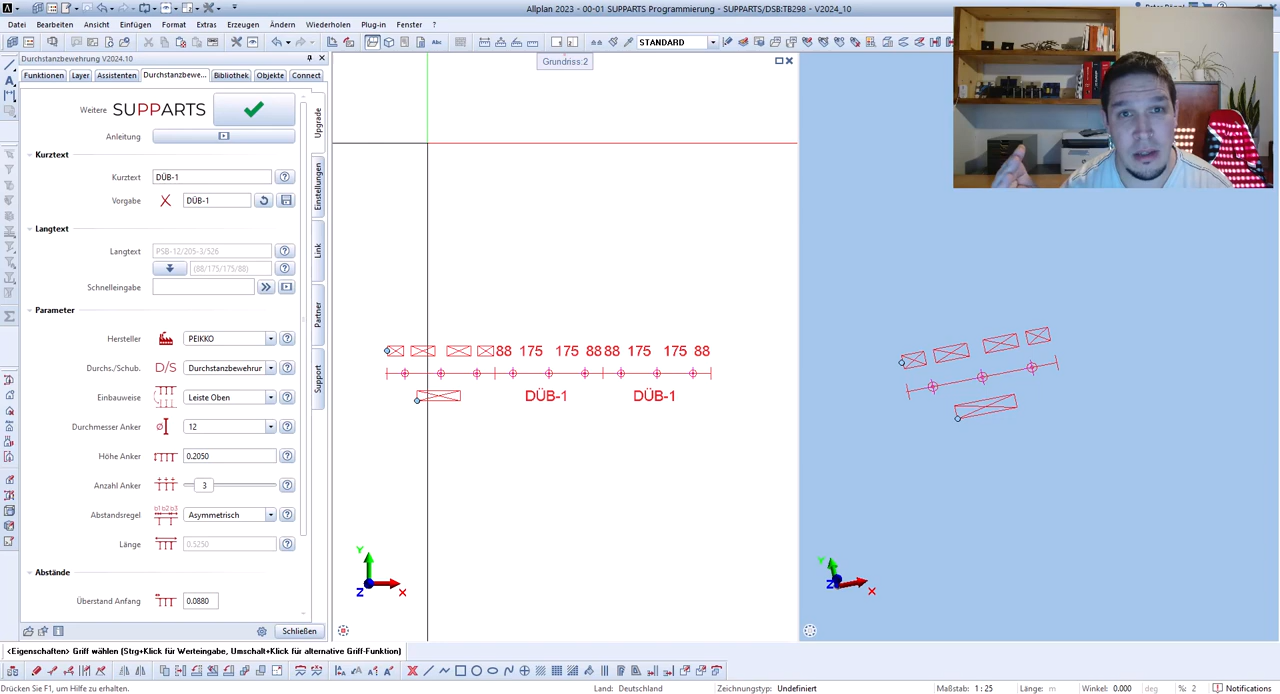 Allplan 2023 - 00-01 SUPPARTS Programmierung - SUPPARTS/DSB:TB298 - V2024_10
Datei Bearbeiten Ansicht Einfügen Format Extras Erzeugen Ändern Wiederholen Plug-in Fenster ?
STANDARD
Durchstanzbewehrung V2024.10
Funktionen Layer Assistenten Durchstanzbewe... Bibliothek Objekte Connect
Grundriss:2
Weitere SUPPARTS
Anleitung
Upgrade
Einstellungen
Link
Partner
Support
Kurztext
Kurztext DÜB-1
Vorgabe DÜB-1
Langtext
Langtext PSB-12/205-3/526
(88/175/175/88)
Schnelleingabe
Parameter
Hersteller PEIKKO
Durchs./Schub. D/S Durchstanzbewehrur
Einbauweise Leiste Oben
Durchmesser Anker 12
Höhe Anker 0.2050
Anzahl Anker 3
Abstandsregel b1 b2 b3 Asymmetrisch
Länge 0.5250
Abstände
Überstand Anfang 0.0880
Schließen
88 175 175 88 88 175 175 88
DÜB-1 DÜB-1
Y
Z
X
Y
Z
X
<Eigenschaften> Griff wählen (Strg+Klick für Werteingabe, Umschalt+Klick für alternative Griff-Funktion)
Drücken Sie F1, um Hilfe zu erhalten. Land: Deutschland Zeichnungstyp: Undefiniert Maßstab: 1 : 25 Länge: m Winkel: 0.000 deg %: 2 Notifications